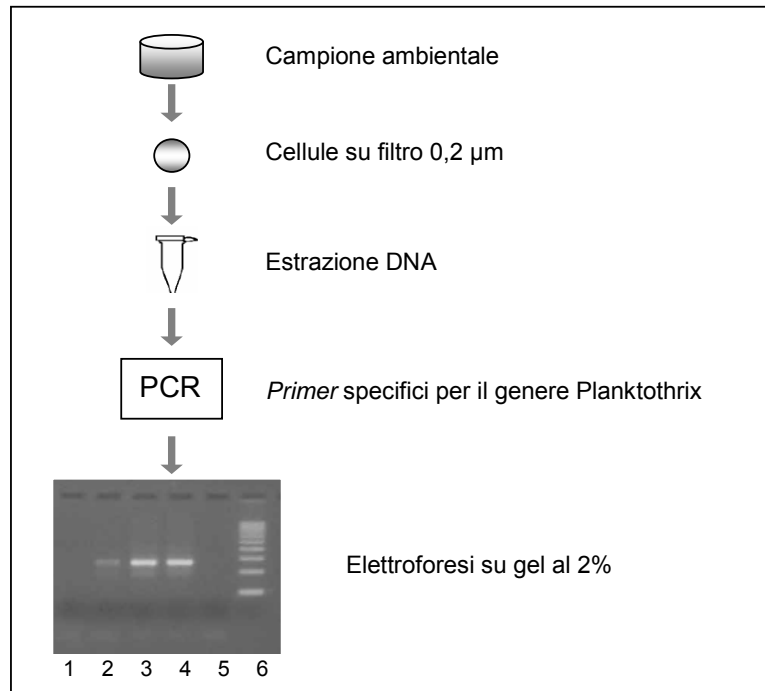 Campione ambientale
Cellule su filtro 0,2 µm
Estrazione DNA
PCR
Primer specifici per il genere Planktothrix
Elettroforesi su gel al 2%
1 2 3 4 5 6